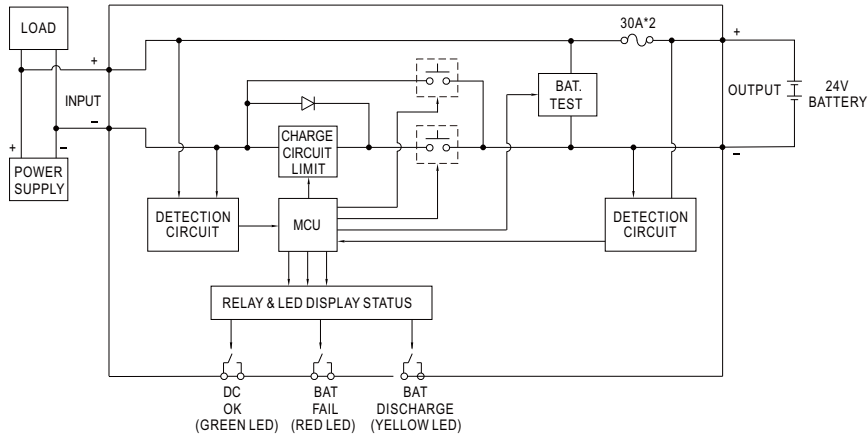 LOAD
30A*2
+
+
+
INPUT
OUTPUT
24V
BATTERY
BAT.
TEST
–
–
+
–
POWER
SUPPLY
CHARGE
CIRCUIT
LIMIT
DETECTION
CIRCUIT
MCU
DETECTION
CIRCUIT
RELAY & LED DISPLAY STATUS
DC
OK
(GREEN LED)
BAT
FAIL
(RED LED)
BAT
DISCHARGE
(YELLOW LED)